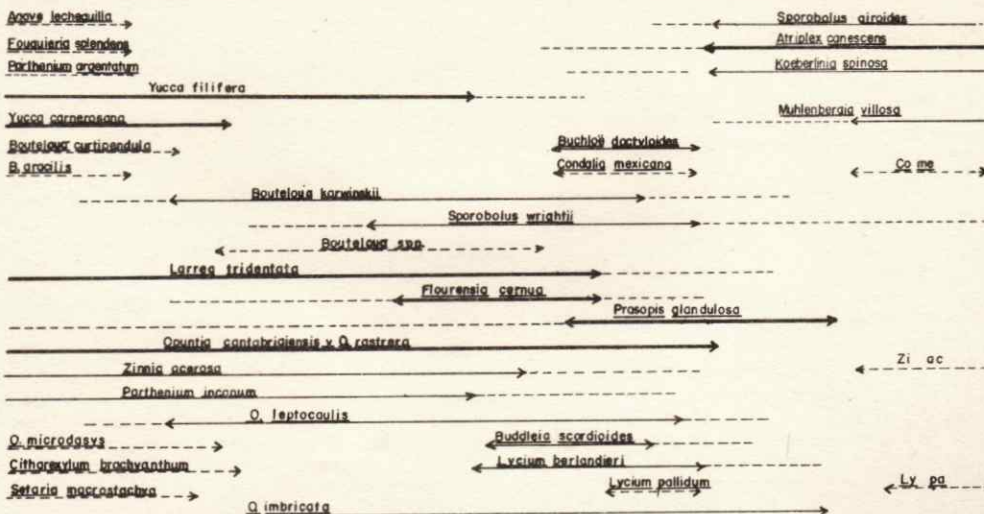 Agave lecheguilla
Sporobolus airoides
Fouquieria splendens
Atriplex canescens
Parthenium argentatum
Koeberlinia spinosa
Yucca filifera
Yucca carnerosana
Muhlenbergia villosa
Bouteloua curtipendula
Buchloë dactyloides
B. gracilis
Condalia mexicana
Co me
Bouteloua karwinskii
Sporobolus wrightii
Bouteloua spp.
Larrea tridentata
Flourensia cernua
Prosopis glandulosa
Opuntia cantabrigiensis y O. rastrera
Zinnia acerosa
Zi ac
Parthenium incanum
O. leptocaulis
O. microdasys
Buddleia scordioides
Citharexylum brachyanthum
Lycium berlandieri
Setaria macrostachya
Lycium pallidum
Ly pa
O imbricata